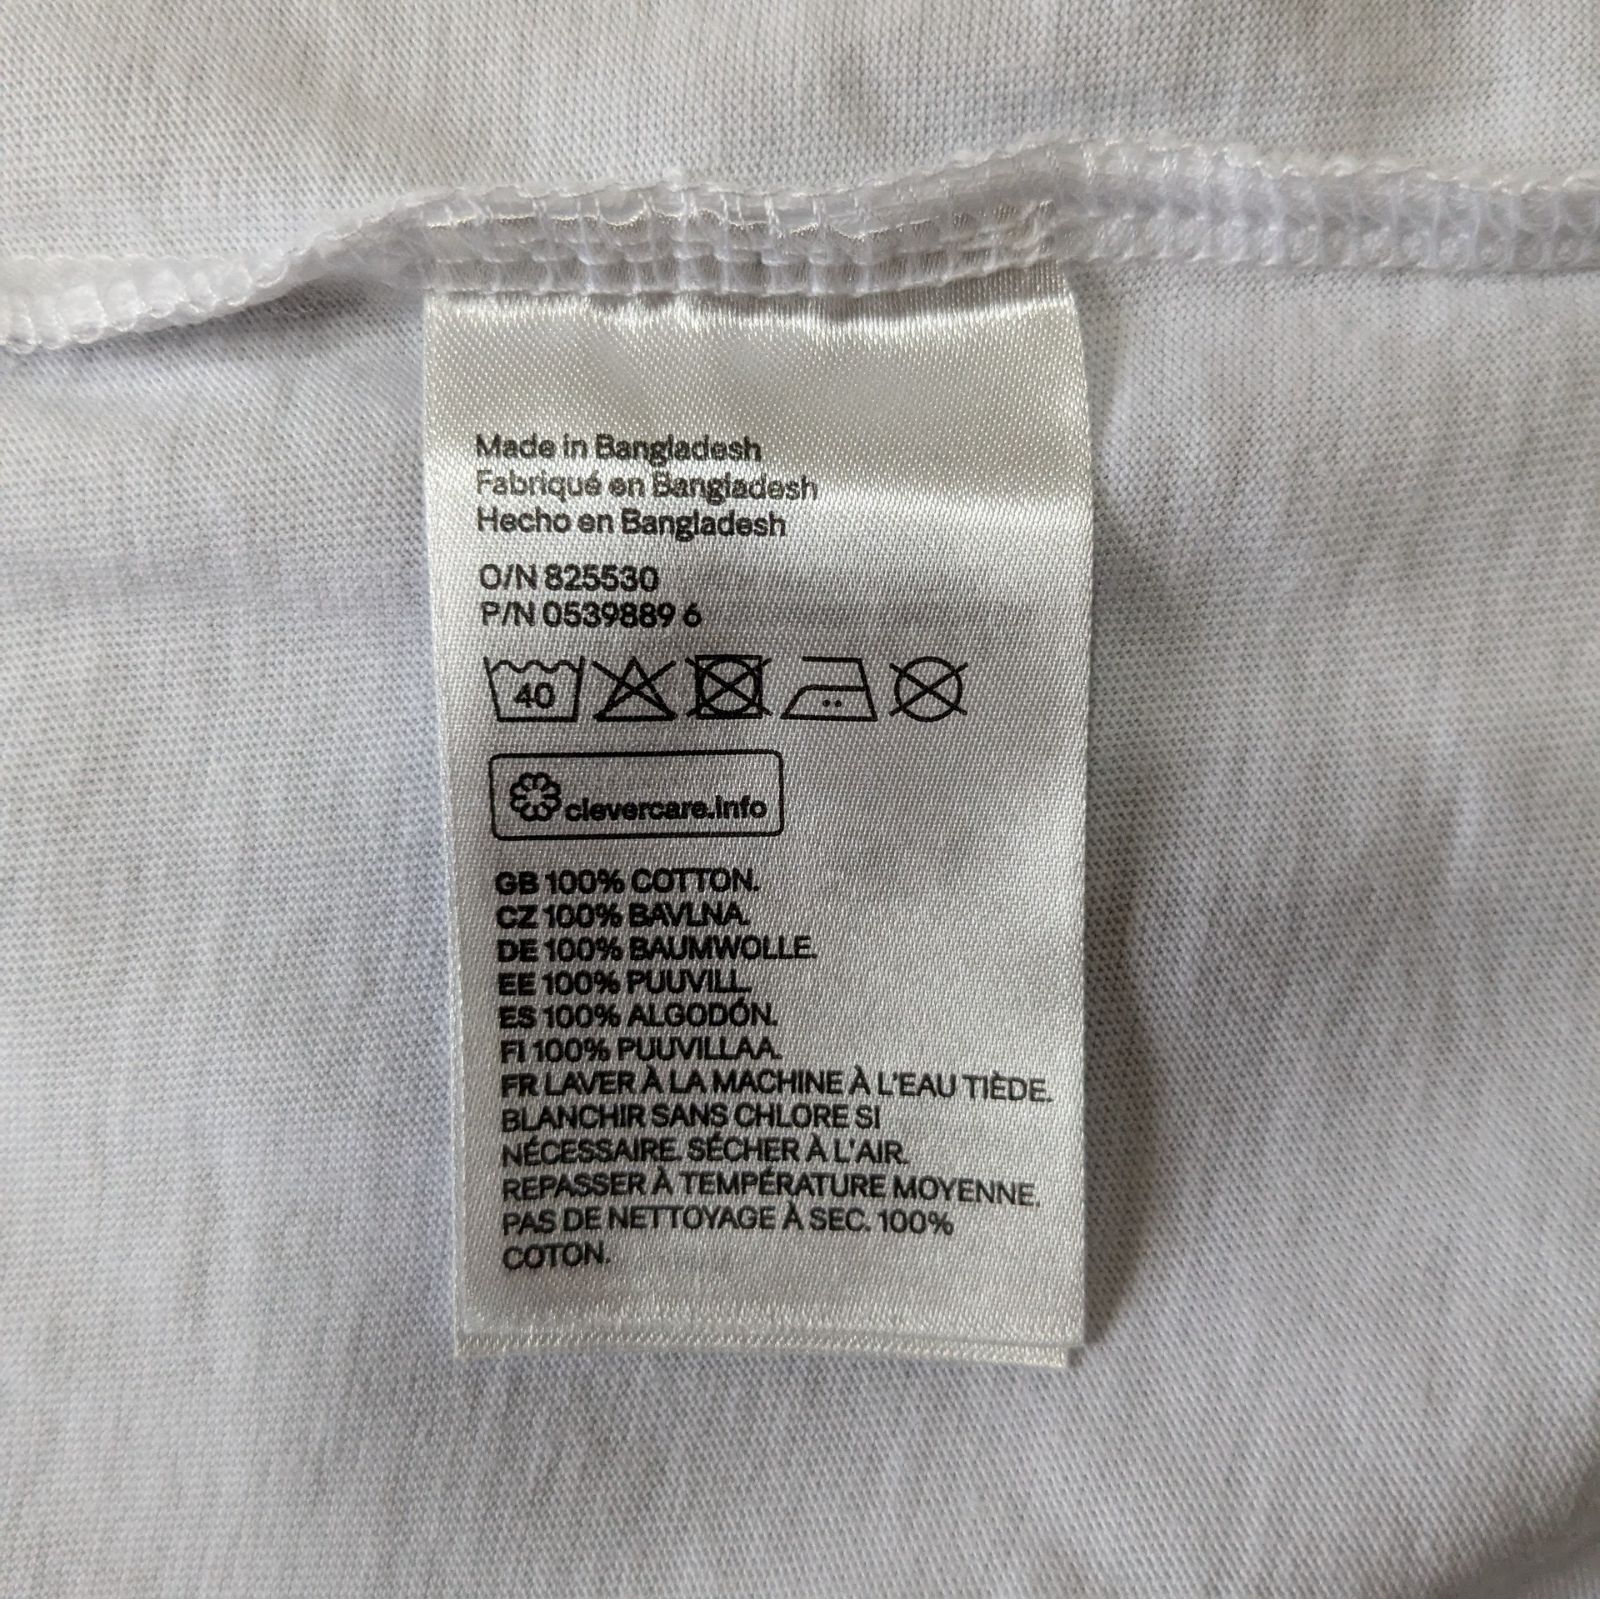 Made in Bangladesh
Fabriqué en Bangladesh
Hecho en Bangladesh
O/N 825530
P/N 0539889 6
40
clevercare.info
GB 100% COTTON.
CZ 100% BAVLNA.
DE 100% BAUMWOLLE.
EE 100% PUUVILL.
ES 100% ALGODÓN.
FI 100% PUUVILLAA.
FR LAVER À LA MACHINE À L'EAU TIÈDE.
BLANCHIR SANS CHLORE SI
NÉCESSAIRE. SÉCHER À L'AIR.
REPASSER À TEMPÉRATURE MOYENNE.
PAS DE NETTOYAGE À SEC. 100%
COTON.